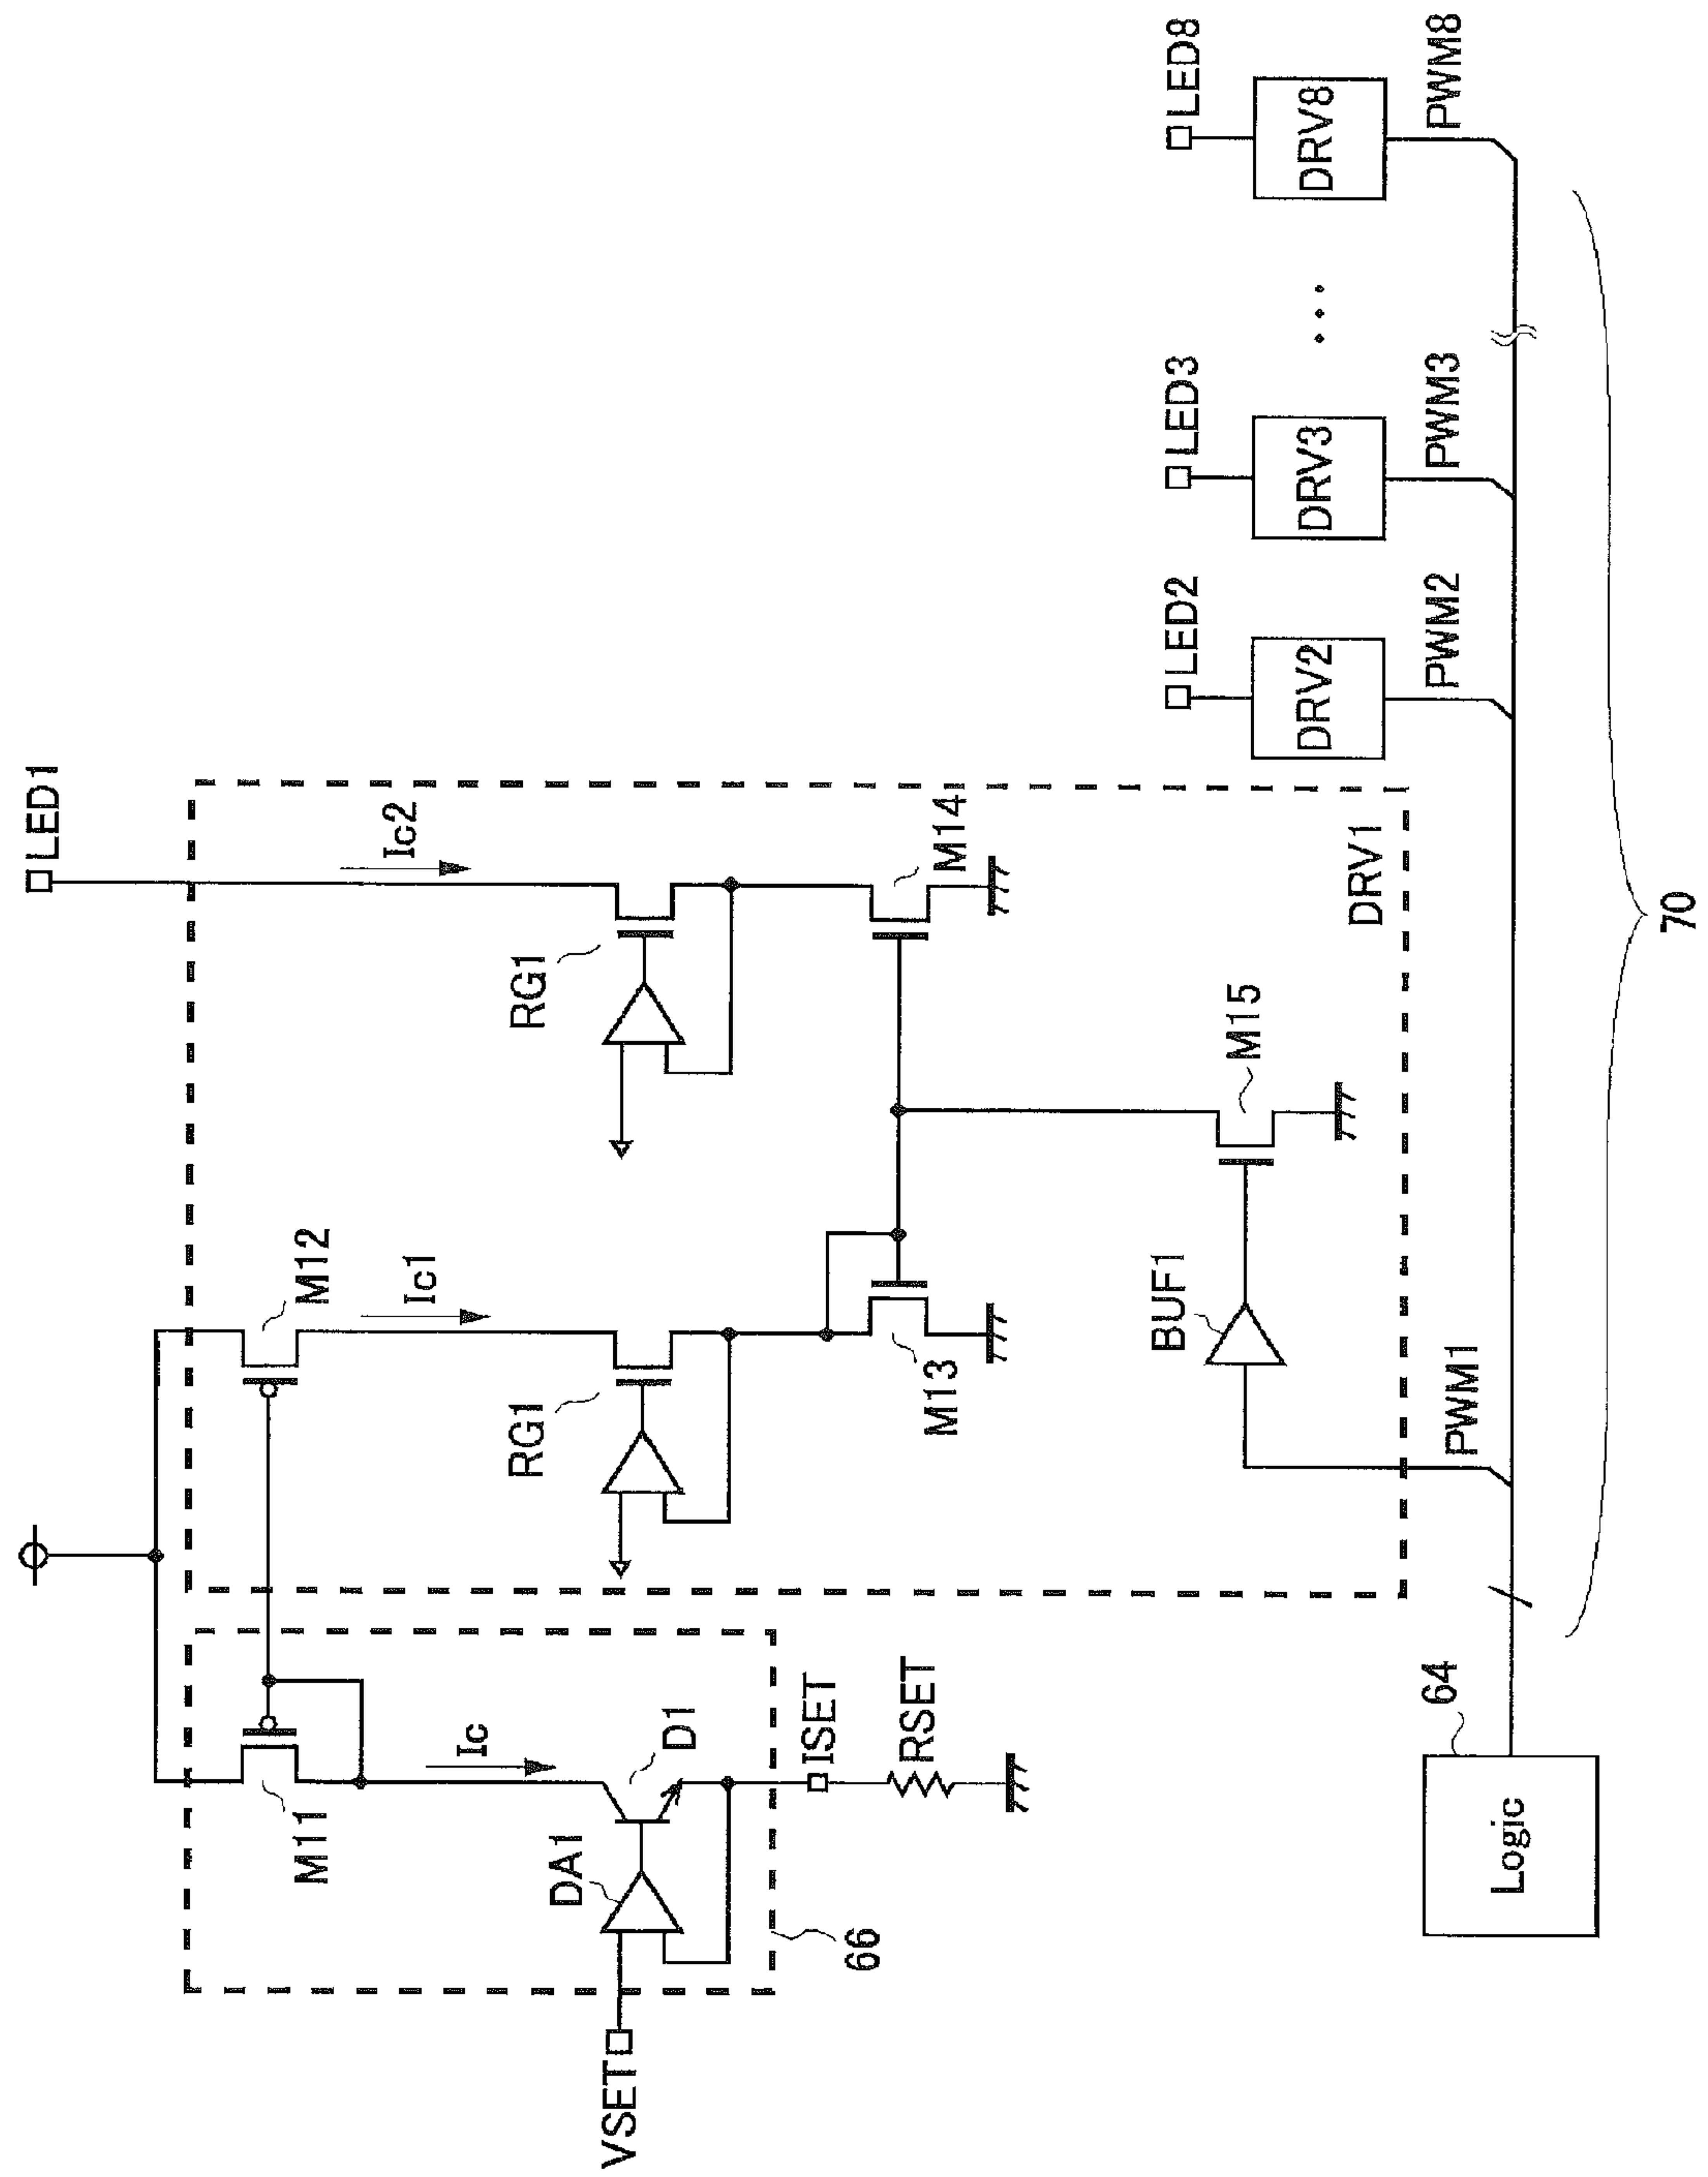 LED1
M11
M12
Ic
Ic1
Ic2
VSET
DA1
D1
RG1
RG1
66
ISET
RSET
M13
M14
BUF1
M15
DRV1
LED2
LED3
LED8
DRV2
DRV3
DRV8
64
Logic
PWM1
PWM2
PWM3
PWM8
70